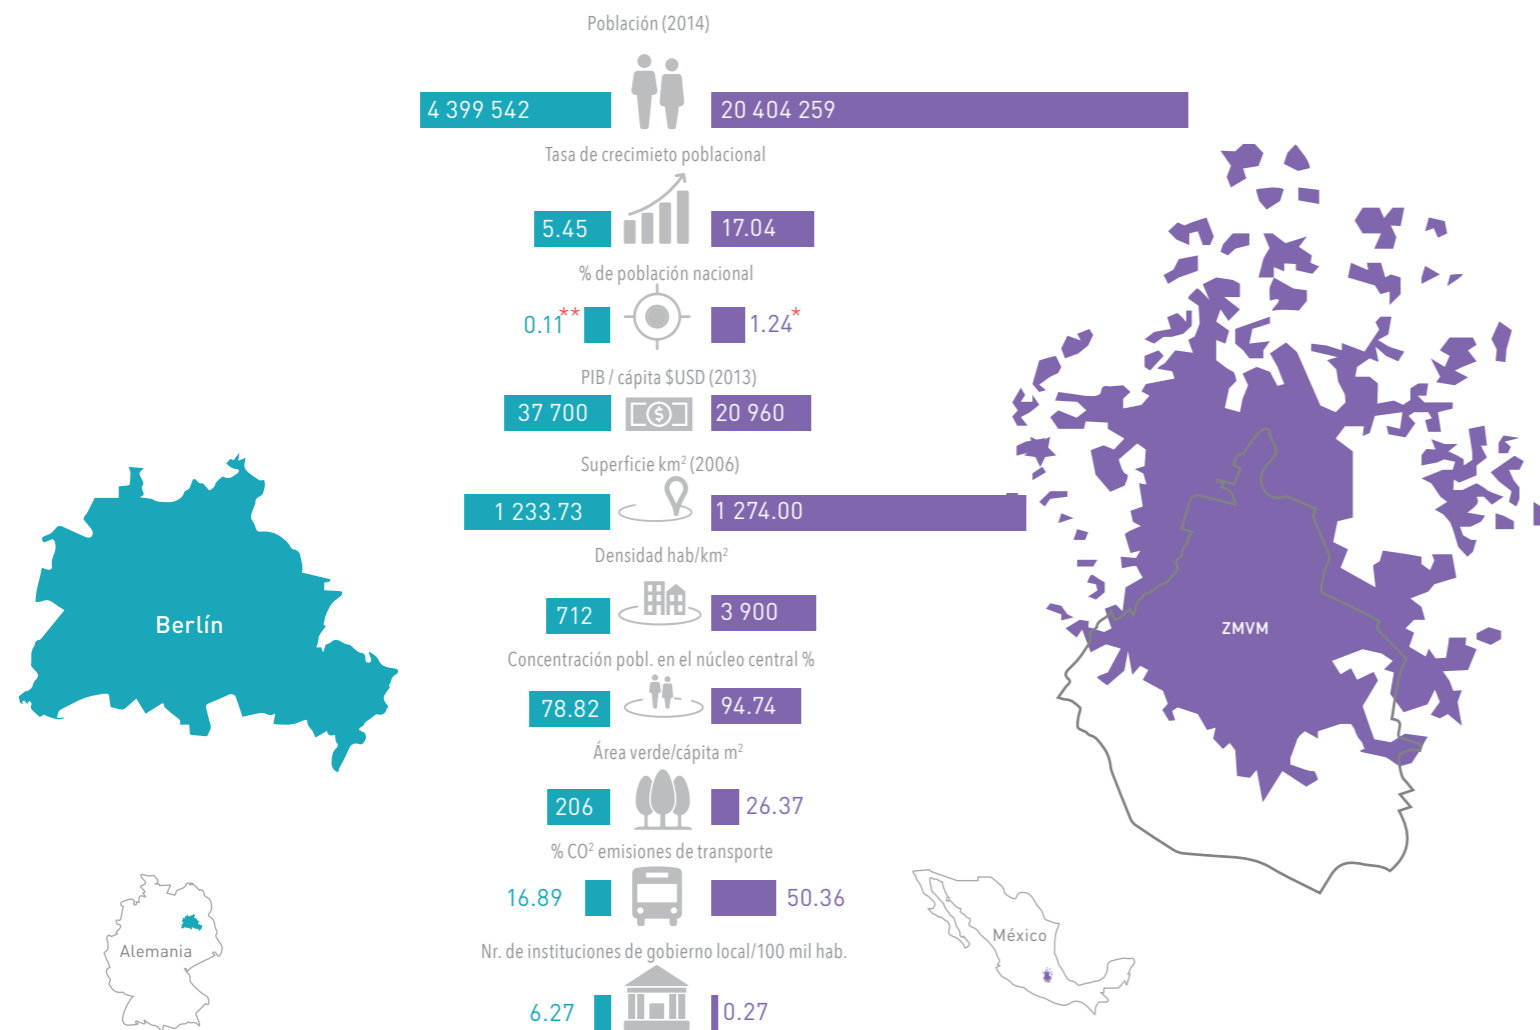 Población (2014)
4 399 542
20 404 259
Tasa de crecimieto poblacional
5.45
17.04
% de población nacional
0.11**
1.24*
PIB / cápita $USD (2013)
37 700
$
20 960
Superficie km² (2006)
1 233.73
1 274.00
Densidad hab/km²
712
3 900
Concentración pobl. en el núcleo central %
78.82
94.74
Área verde/cápita m²
206
26.37
% CO² emisiones de transporte
16.89
50.36
Nr. de instituciones de gobierno local/100 mil hab.
6.27
0.27
Berlín
ZMVM
Alemania
México